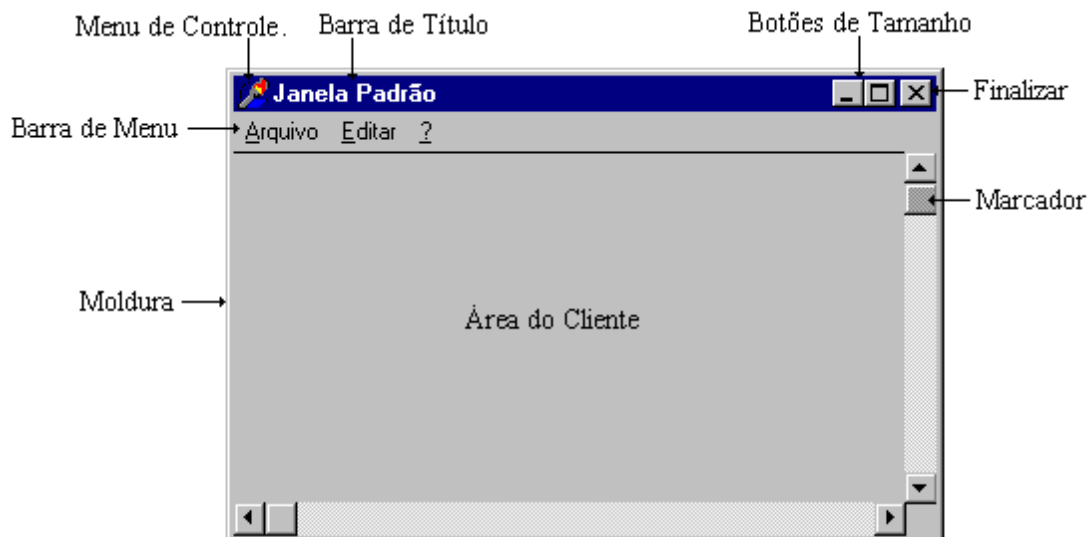 Menu de Controle.
Barra de Título
Botões de Tamanho
Janela Padrão
Finalizar
Barra de Menu
Arquivo Editar ?
Marcador
Moldura
Área do Cliente